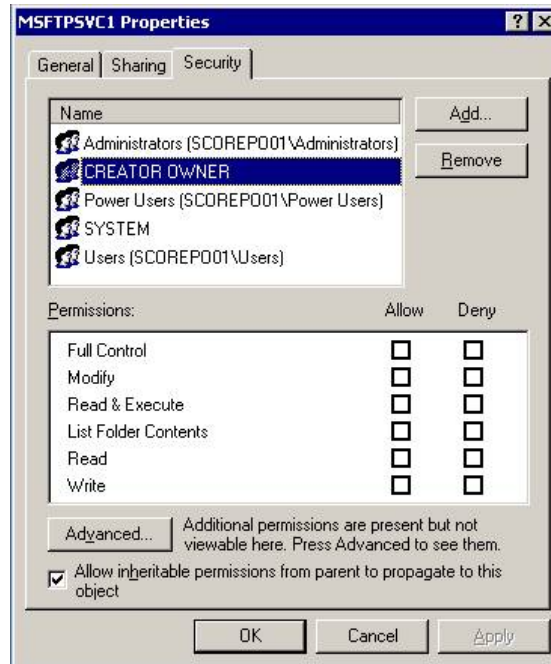 MSFTPSVC1 Properties
General Sharing Security
Name
Add...
Administrators (SCOREPO01\Administrators)
CREATOR OWNER
Remove
Power Users (SCOREPO01\Power Users)
SYSTEM
Users (SCOREPO01\Users)
Permissions: Allow Deny
Full Control
Modify
Read & Execute
List Folder Contents
Read
Write
Advanced...
Additional permissions are present but not
viewable here. Press Advanced to see them.
Allow inheritable permissions from parent to propagate to this
object
OK Cancel Apply